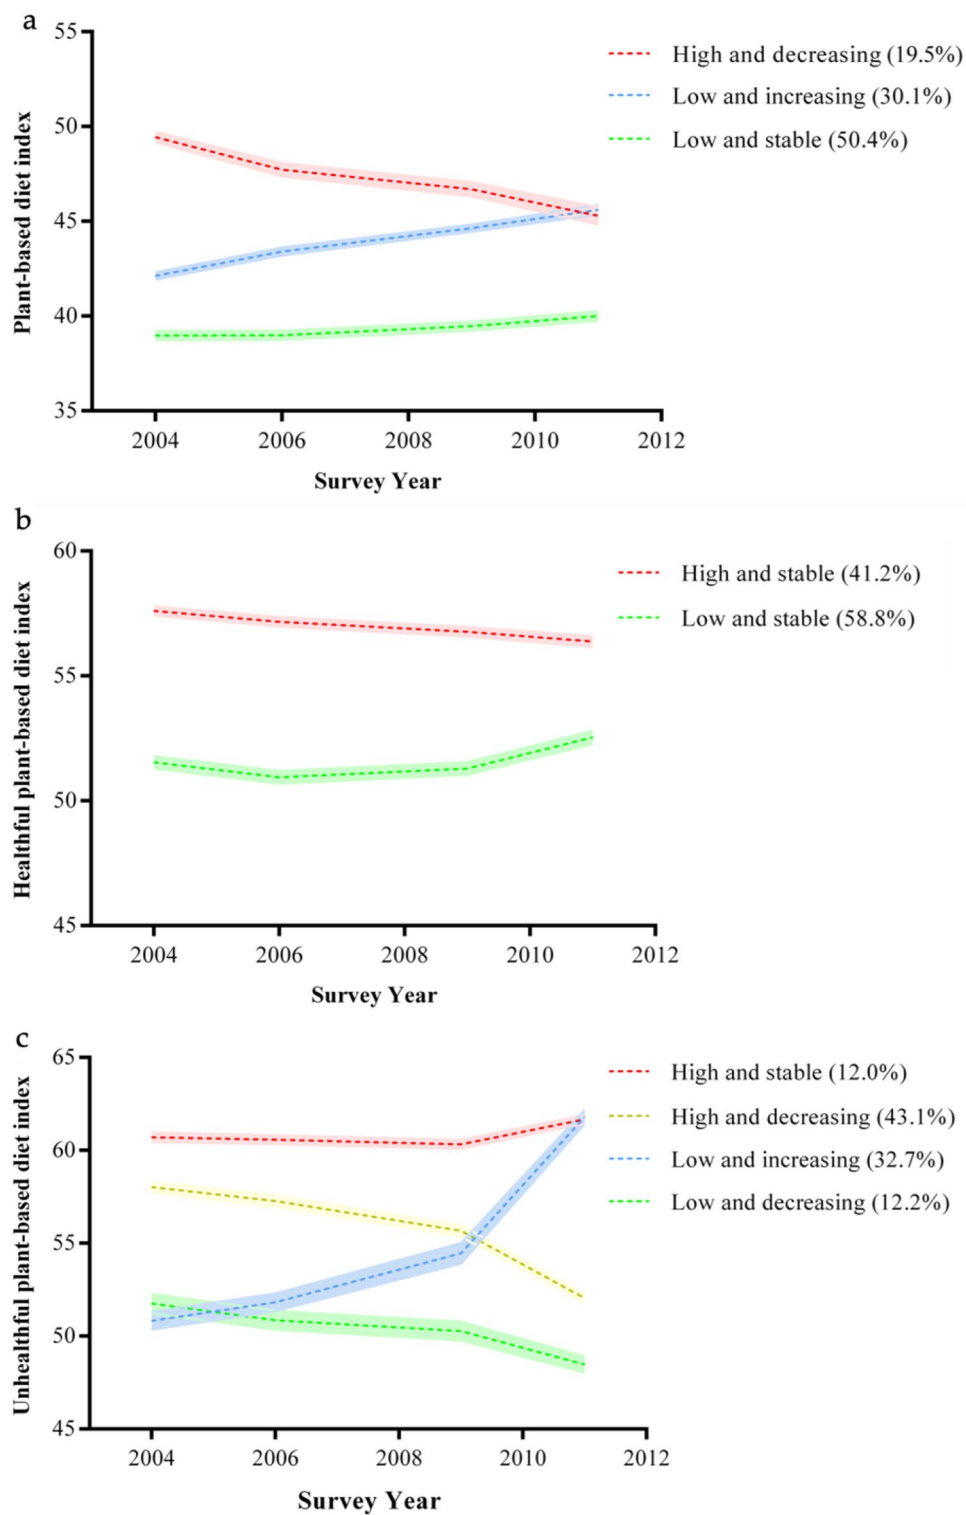 a
Plant-based diet index
55
50
45
40
35
2004 2006 2008 2010 2012
Survey Year
High and decreasing (19.5%)
Low and increasing (30.1%)
Low and stable (50.4%)
b
Healthful plant-based diet index
60
55
50
45
2004 2006 2008 2010 2012
Survey Year
High and stable (41.2%)
Low and stable (58.8%)
c
Unhealthful plant-based diet index
65
60
55
50
45
2004 2006 2008 2010 2012
Survey Year
High and stable (12.0%)
High and decreasing (43.1%)
Low and increasing (32.7%)
Low and decreasing (12.2%)